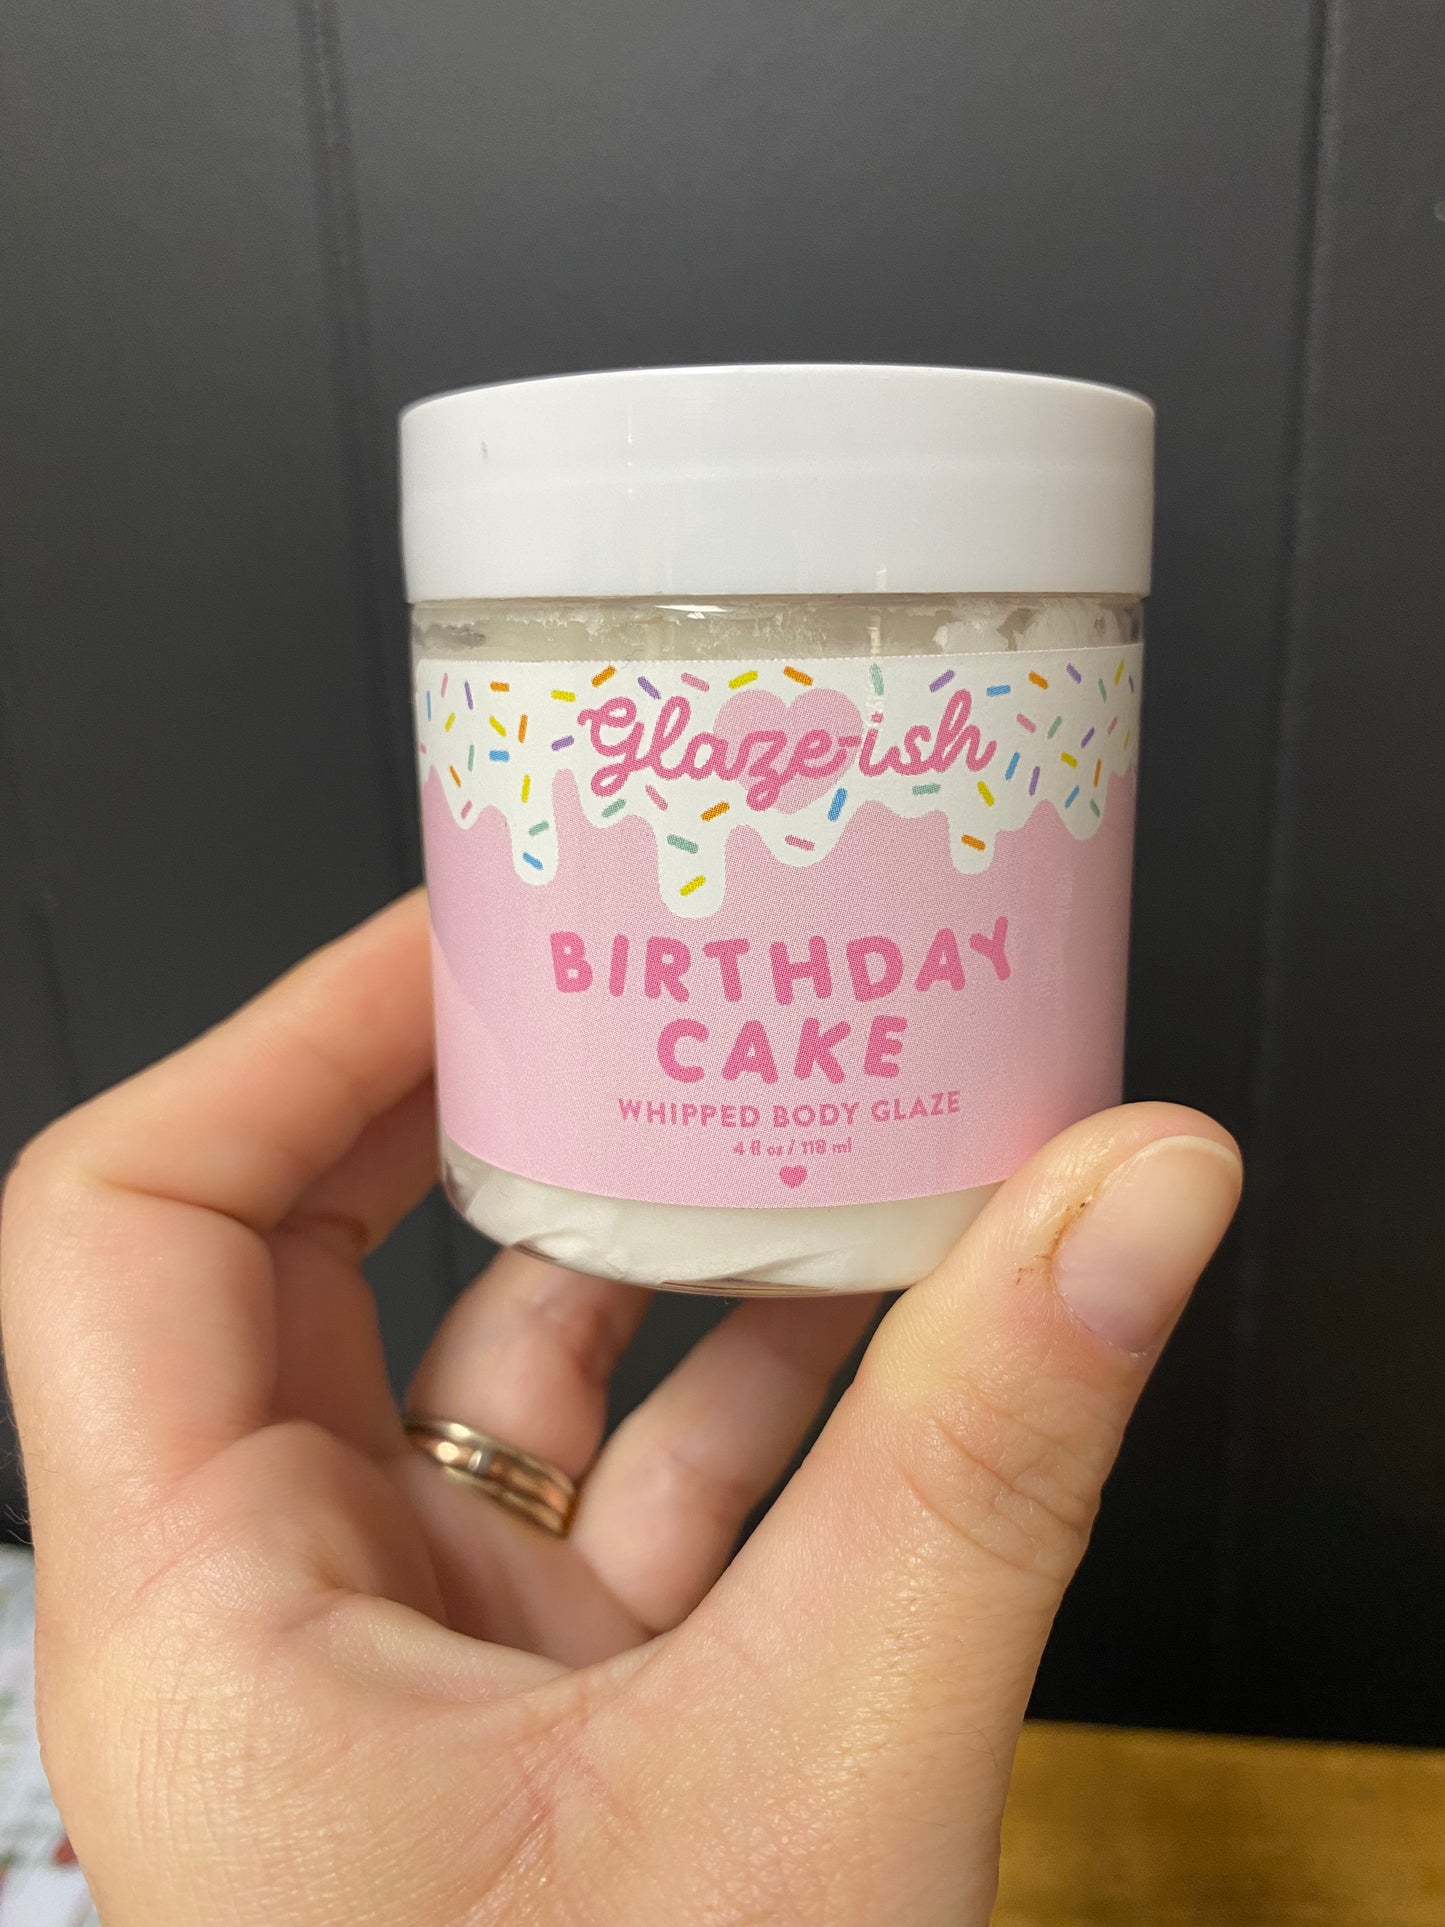 Glaze-ish
BIRTHDAY
CAKE
WHIPPED BODY GLAZE
4 fl oz / 118 ml